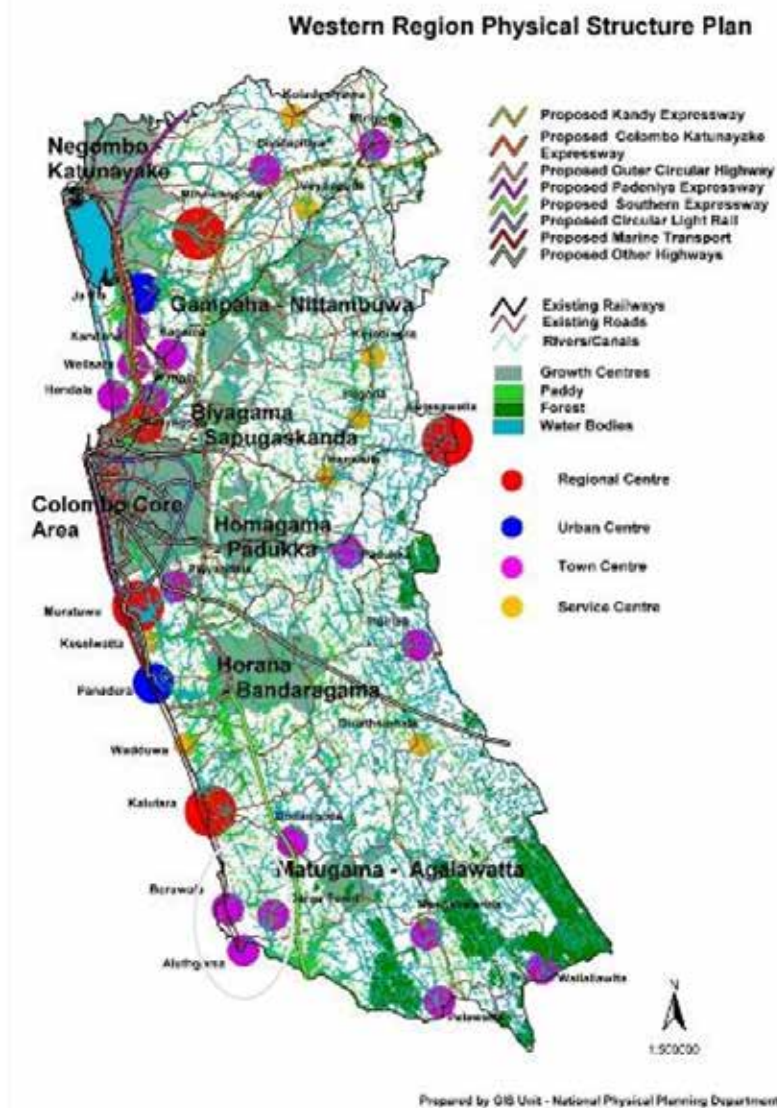 Western Region Physical Structure Plan
Proposed Kandy Expressway
Proposed Colombo Katunayake
Expressway
Proposed Outer Circular Highway
Proposed Padeniya Expressway
Proposed Southern Expressway
Proposed Circular Light Rail
Proposed Marine Transport
Proposed Other Highways
Existing Railways
Existing Roads
Rivers/Canals
Growth Centres
Paddy
Forest
Water Bodies
Regional Centre
Urban Centre
Town Centre
Service Centre
Negombo -
Katunayake
Gampaha - Nittambuwa
Kandana
Welisara
Hendala
Biyagama
- Sapugaskanda
Colombo Core
Area
Homagama
- Padukka
Padukka
Moratuwa
Keselwatta
Panadura
Horana
- Bandaragama
Wadduwa
Kalutara
Matugama - Agalawatta
Walallawita
N
1:500000
Prepared by GIS Unit - National Physical Planning Department